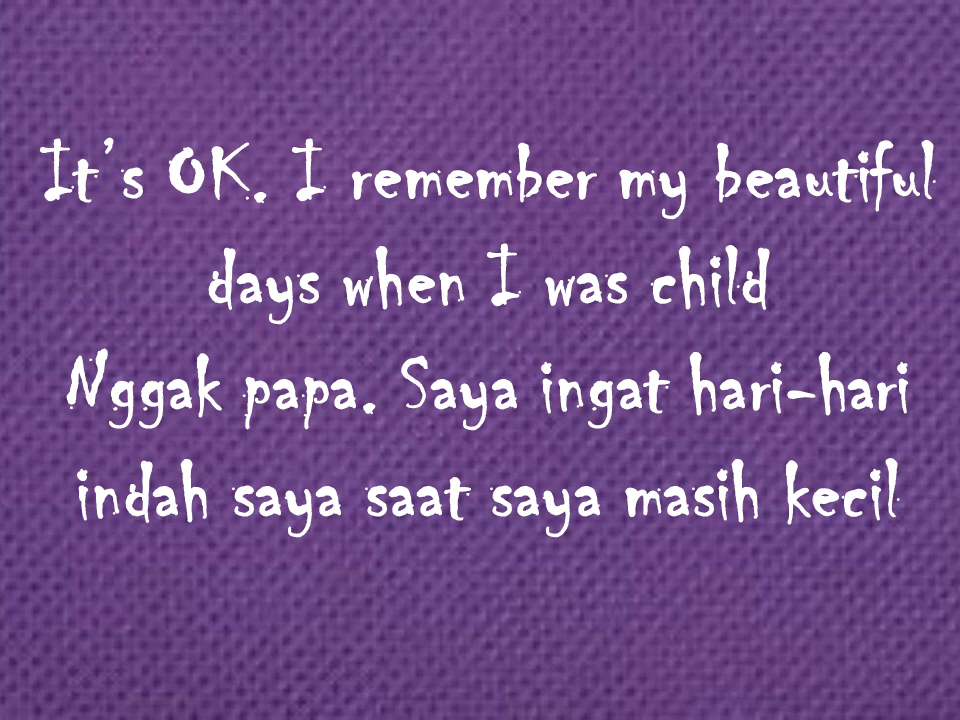 It's OK. I remember my beautiful
days when I was child
Nggak papa. Saya ingat hari-hari
indah saya saat saya masih kecil